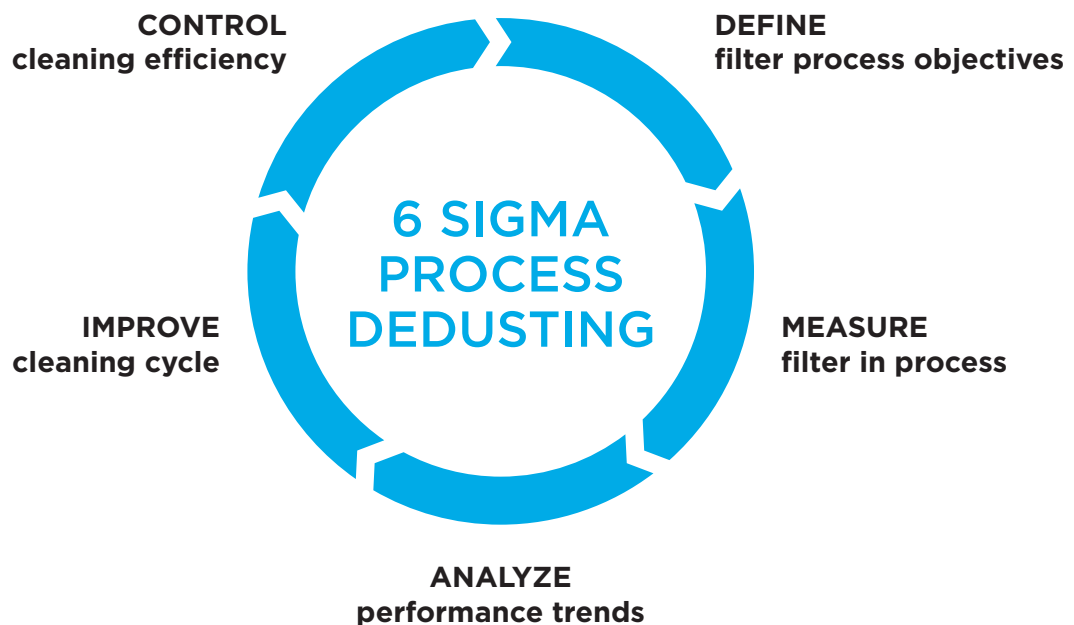 CONTROL
cleaning efficiency
DEFINE
filter process objectives
6 SIGMA
PROCESS
DEDUSTING
IMPROVE
cleaning cycle
MEASURE
filter in process
ANALYZE
performance trends